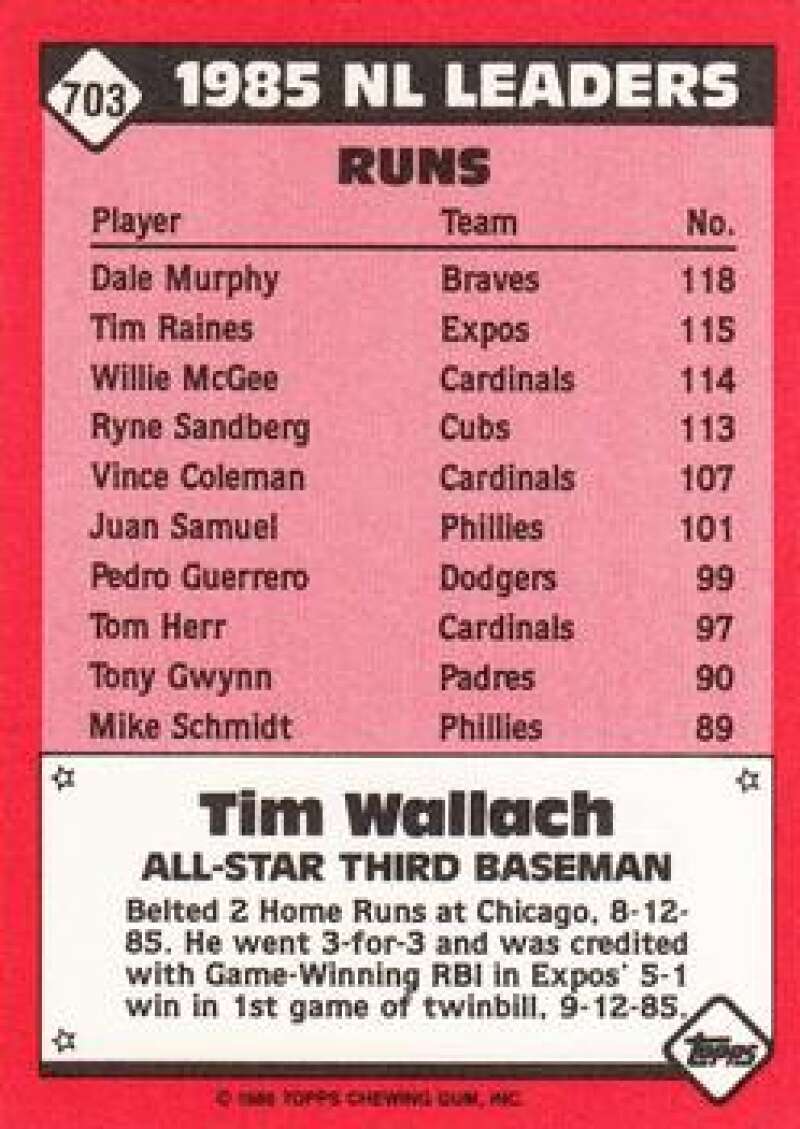 703
1985 NL LEADERS
RUNS
Player Team No.
Dale Murphy Braves 118
Tim Raines Expos 115
Willie McGee Cardinals 114
Ryne Sandberg Cubs 113
Vince Coleman Cardinals 107
Juan Samuel Phillies 101
Pedro Guerrero Dodgers 99
Tom Herr Cardinals 97
Tony Gwynn Padres 90
Mike Schmidt Phillies 89
Tim Wallach
ALL-STAR THIRD BASEMAN
Belted 2 Home Runs at Chicago, 8-12-
85. He went 3-for-3 and was credited
with Game-Winning RBI in Expos' 5-1
win in 1st game of twinbill, 9-12-85.
TOPPS
© 1986 TOPPS CHEWING GUM, INC.